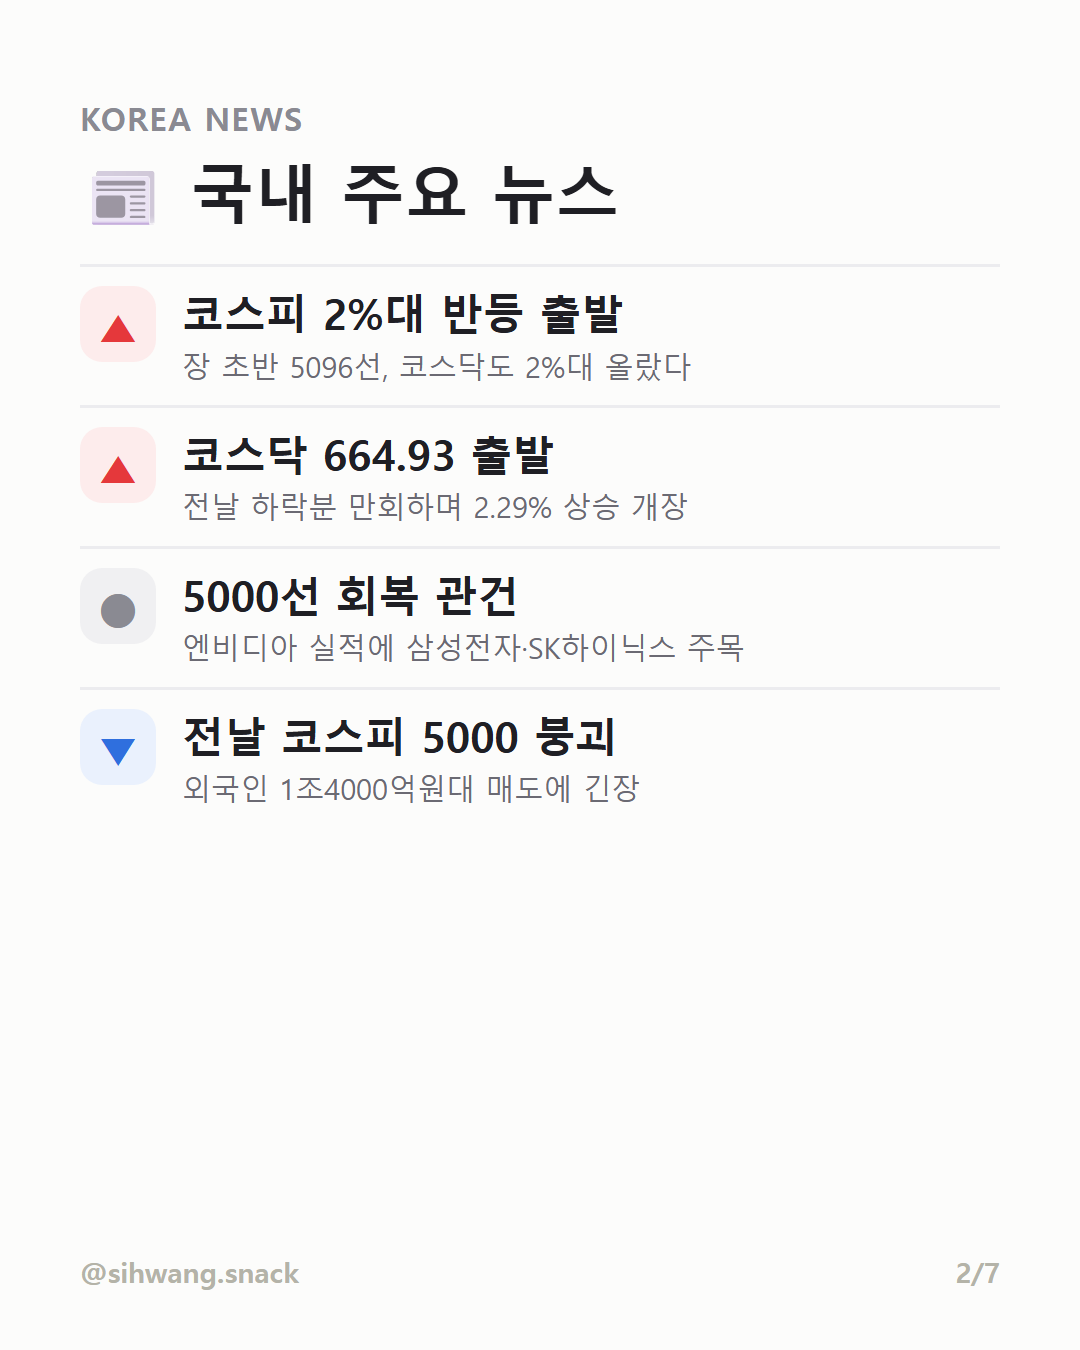 KOREA NEWS
국내 주요 뉴스
코스피 2%대 반등 출발
장 초반 5096선, 코스닥도 2%대 올랐다
코스닥 664.93 출발
전날 하락분 만회하며 2.29% 상승 개장
5000선 회복 관건
엔비디아 실적에 삼성전자·SK하이닉스 주목
전날 코스피 5000 붕괴
외국인 1조4000억원대 매도에 긴장
@sihwang.snack
2/7